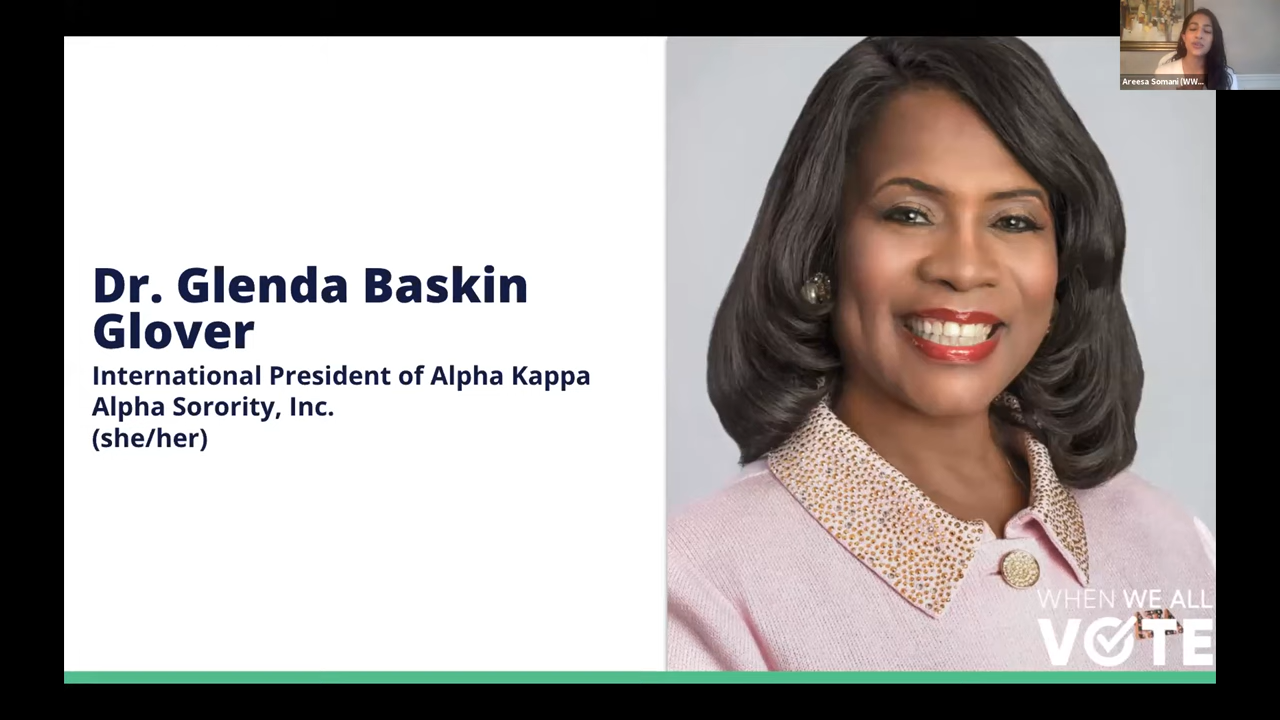 Dr. Glenda Baskin
Glover
International President of Alpha Kappa
Alpha Sorority, Inc.
(she/her)
WHEN WE ALL
VOTE
Areesa Somani (WW...